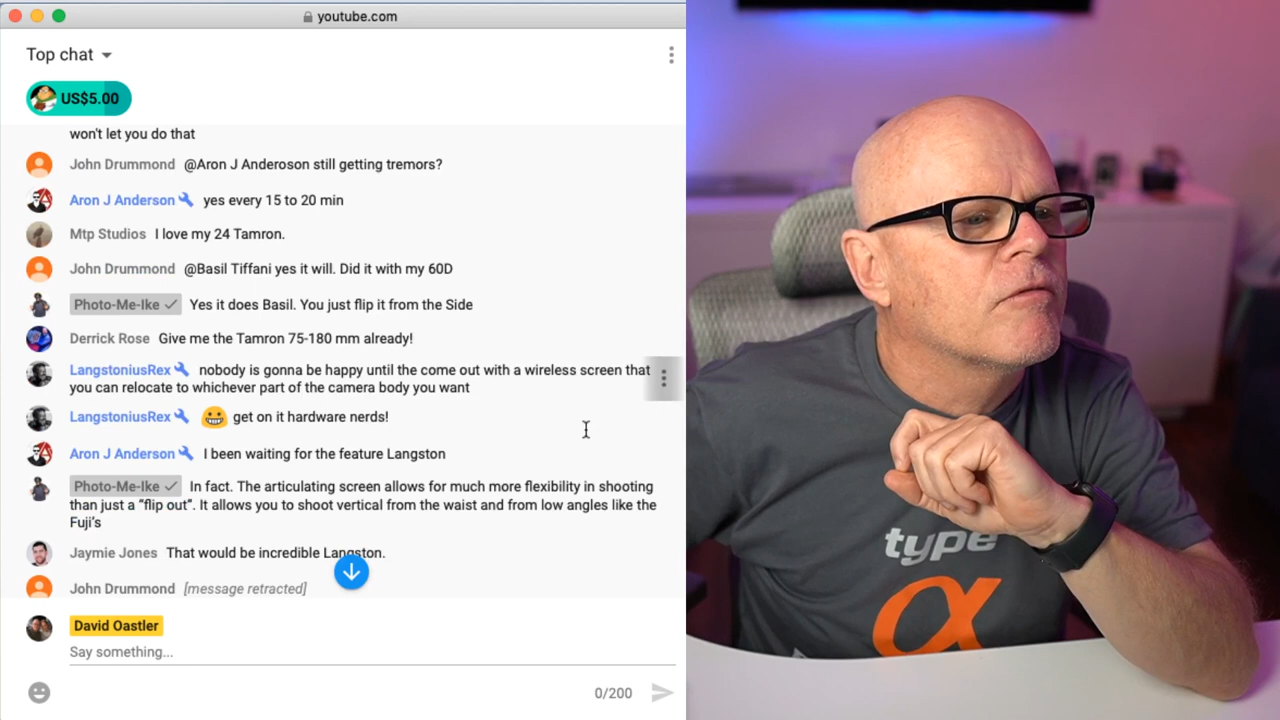 youtube.com
Top chat
US$5.00
won't let you do that
John Drummond @Aron J Anderoson still getting tremors?
Aron J Anderson yes every 15 to 20 min
Mtp Studios I love my 24 Tamron.
John Drummond @Basil Tiffani yes it will. Did it with my 60D
Photo-Me-Ike Yes it does Basil. You just flip it from the Side
Derrick Rose Give me the Tamron 75-180 mm already!
LangstoniusRex nobody is gonna be happy until the come out with a wireless screen that
you can relocate to whichever part of the camera body you want
LangstoniusRex 😀 get on it hardware nerds!
Aron J Anderson I been waiting for the feature Langston
Photo-Me-Ike In fact. The articulating screen allows for much more flexibility in shooting
than just a “flip out”. It allows you to shoot vertical from the waist and from low angles like the
Fuji’s
Jaymie Jones That would be incredible Langston.
John Drummond [message retracted]
David Oastler
Say something...
0/200
type
α